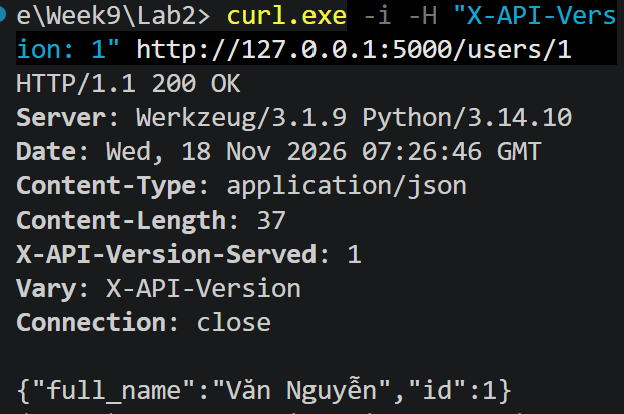 e\Week9\Lab2> curl.exe -i -H "X-API-Vers
ion: 1" http://127.0.0.1:5000/users/1
HTTP/1.1 200 OK
Server: Werkzeug/3.1.9 Python/3.14.10
Date: Wed, 18 Nov 2026 07:26:46 GMT
Content-Type: application/json
Content-Length: 37
X-API-Version-Served: 1
Vary: X-API-Version
Connection: close

{"full_name":"Văn Nguyễn","id":1}